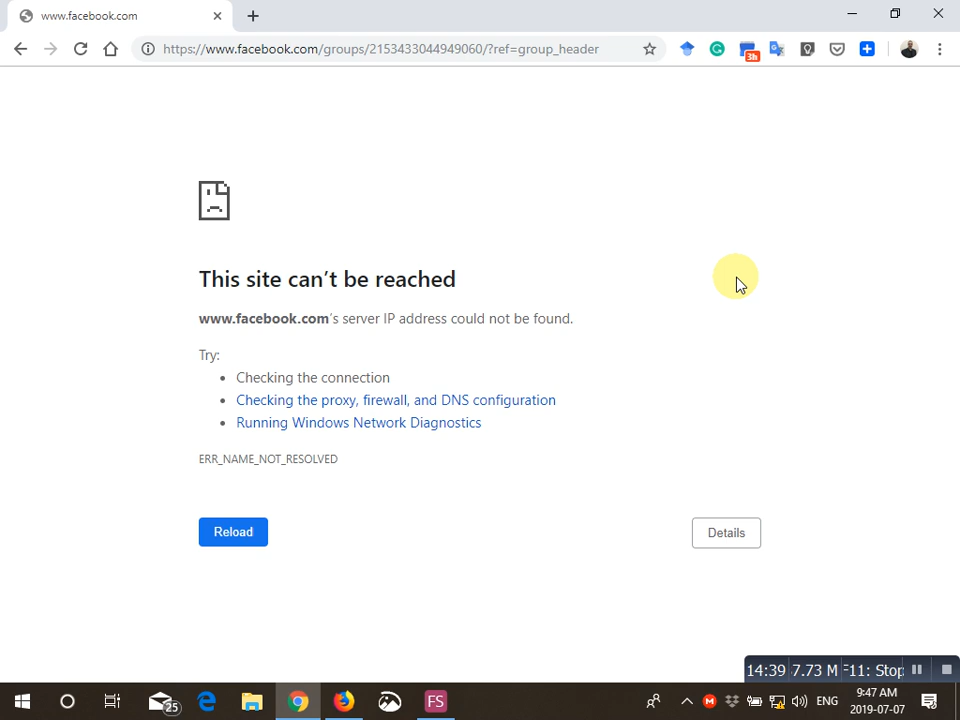 www.facebook.com
https://www.facebook.com/groups/2153433044949060/?ref=group_header
3h
This site can't be reached
www.facebook.com's server IP address could not be found.
Try:
• Checking the connection
• Checking the proxy, firewall, and DNS configuration
• Running Windows Network Diagnostics
ERR_NAME_NOT_RESOLVED
Reload
Details
14:39 7.73 M F11: Stop
25
FS
ENG
9:47 AM
2019-07-07